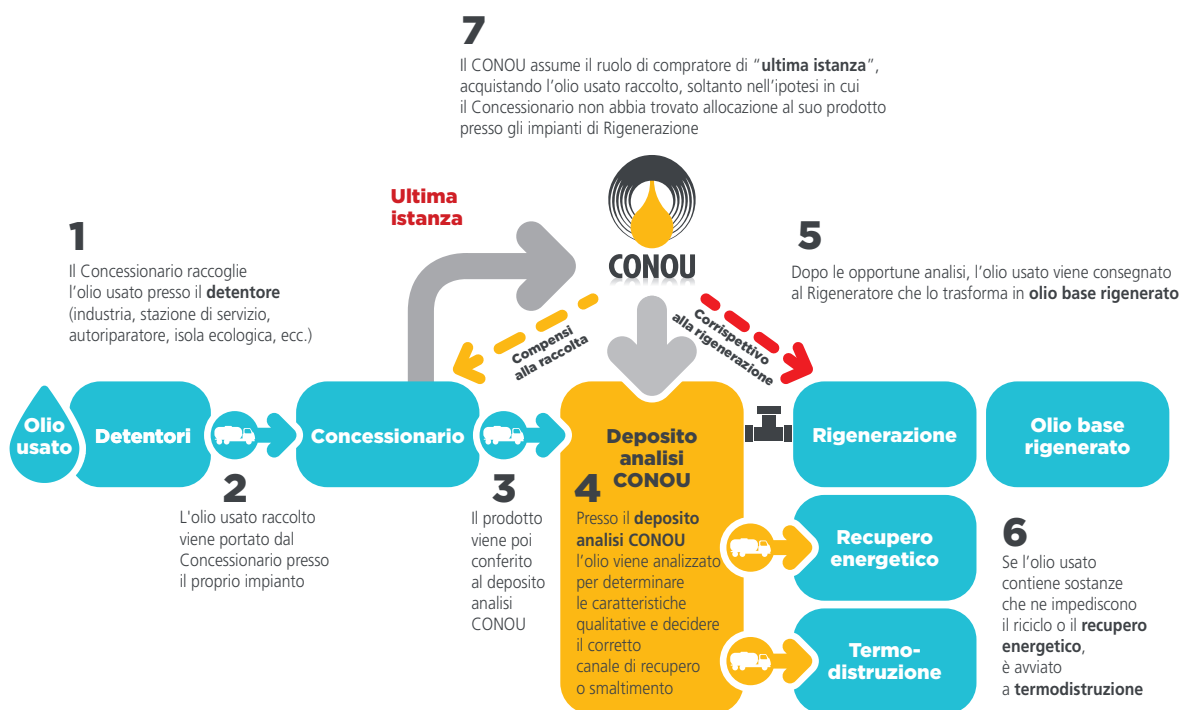 7
Il CONOU assume il ruolo di compratore di “ultima istanza”,
acquistando l’olio usato raccolto, soltanto nell’ipotesi in cui
il Concessionario non abbia trovato allocazione al suo prodotto
presso gli impianti di Rigenerazione
Ultima
istanza
CONOU
1
Il Concessionario raccoglie
l’olio usato presso il detentore
(industria, stazione di servizio,
autoriparatore, isola ecologica, ecc.)
5
Dopo le opportune analisi, l’olio usato viene consegnato
al Rigeneratore che lo trasforma in olio base rigenerato
Compensi
alla raccolta
Corrispettivo
alla rigenerazione
Olio
usato
Detentori
Concessionario
Deposito
analisi
CONOU
Rigenerazione
Olio base
rigenerato
2
L'olio usato raccolto
viene portato dal
Concessionario presso
il proprio impianto
3
Il prodotto
viene poi
conferito
al deposito
analisi
CONOU
4
Presso il deposito
analisi CONOU
l’olio viene analizzato
per determinare
le caratteristiche
qualitative e decidere
il corretto
canale di recupero
o smaltimento
Recupero
energetico
Termo-
distruzione
6
Se l’olio usato
contiene sostanze
che ne impediscono
il riciclo o il recupero
energetico,
è avviato
a termodistruzione